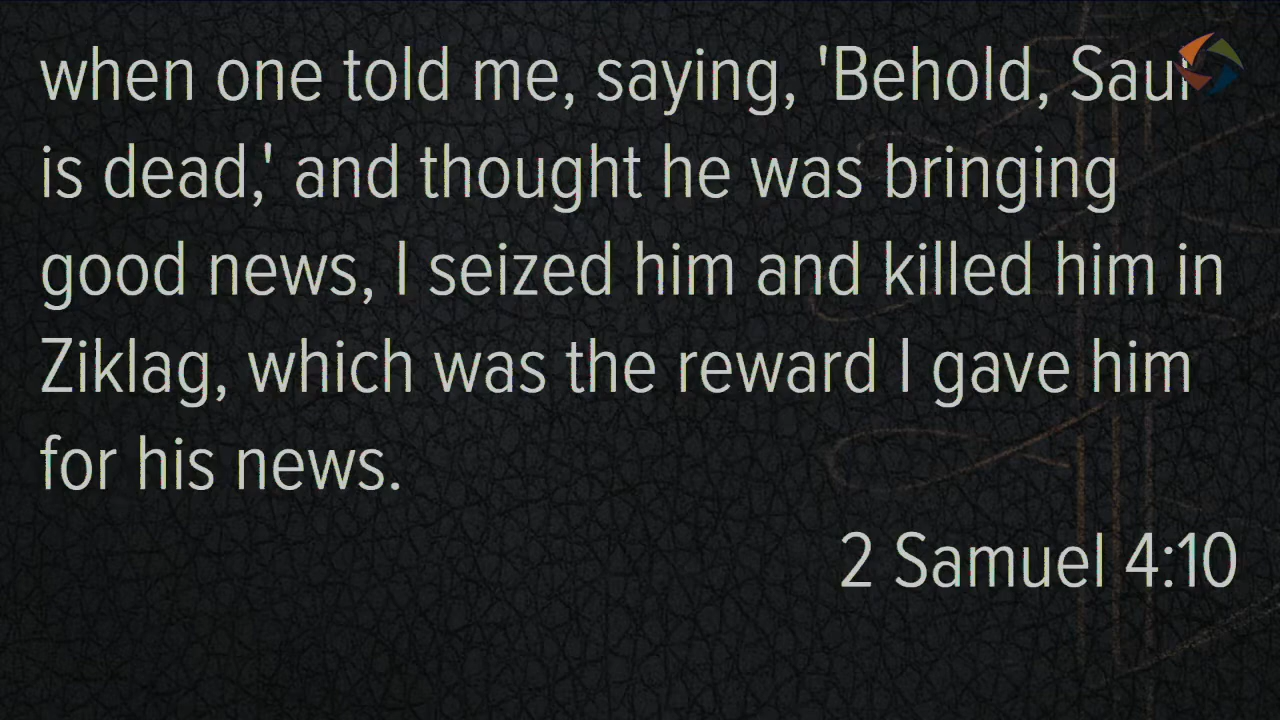 when one told me, saying, 'Behold, Saul
is dead,' and thought he was bringing
good news, I seized him and killed him in
Ziklag, which was the reward I gave him
for his news.
2 Samuel 4:10